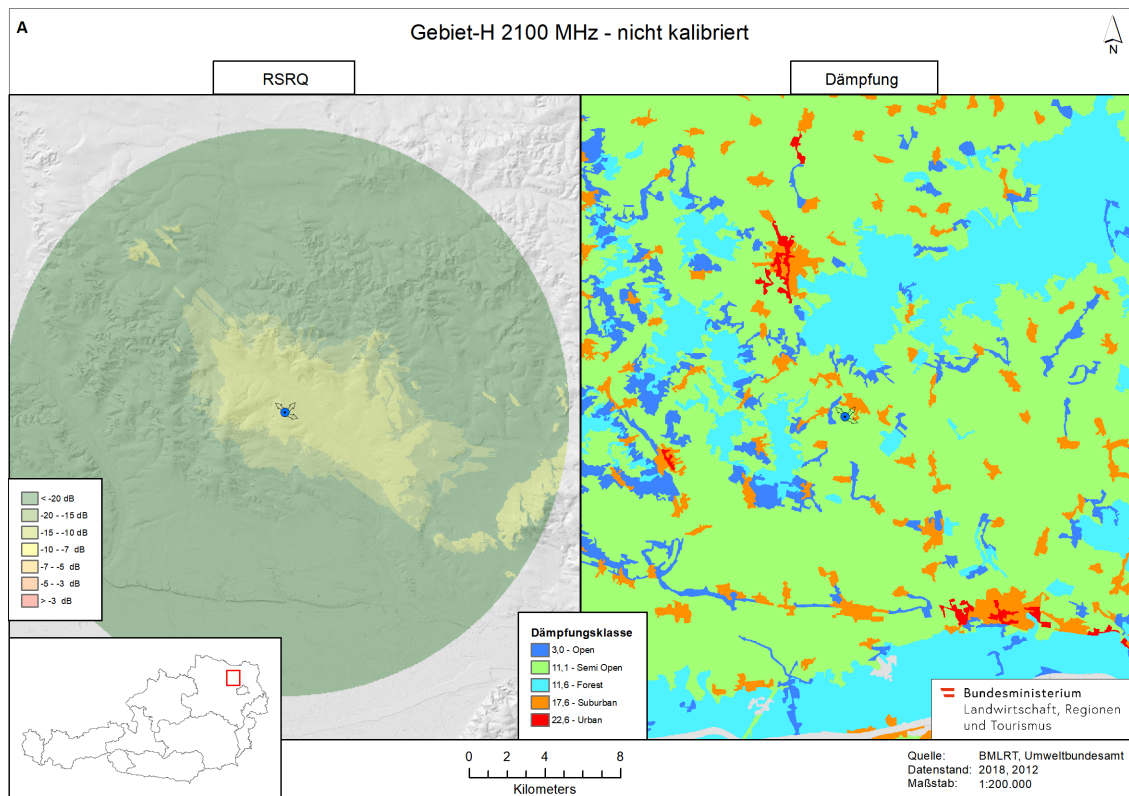 A
Gebiet-H 2100 MHz - nicht kalibriert
N
RSRQ
Dämpfung
< -20 dB
-20 - -15 dB
-15 - -10 dB
-10 - -7 dB
-7 - -5 dB
-5 - -3 dB
> -3 dB
Dämpfungsklasse
3,0 - Open
11,1 - Semi Open
11,6 - Forest
17,6 - Suburban
22,6 - Urban
Bundesministerium
Landwirtschaft, Regionen
und Tourismus
0 2 4 8
Kilometers
Quelle: BMLRT, Umweltbundesamt
Datenstand: 2018, 2012
Maßstab: 1:200.000